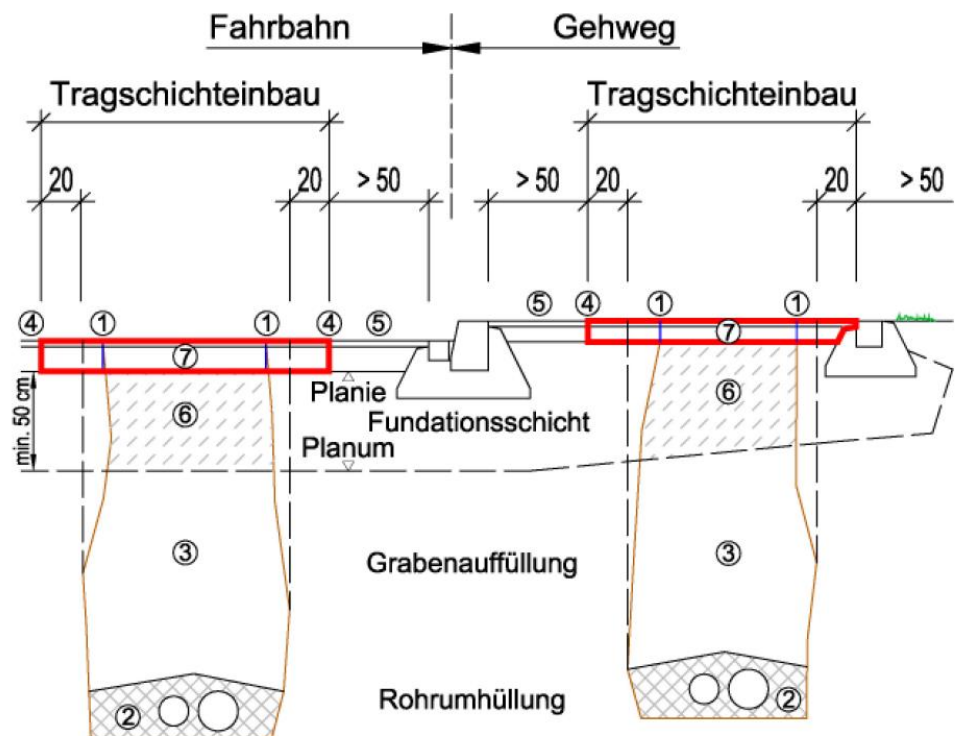 Fahrbahn Gehweg
Tragschichteinbau Tragschichteinbau
20 20 > 50 > 50 20 20 > 50
④ ① ① ④ ⑤ ⑤ ④ ① ① 
⑦ ⑦
min. 50 cm
Planie
⑥ ⑥
Fundationsschicht
Planum
③ ③
Grabenauffüllung
Rohrumhüllung
② ②